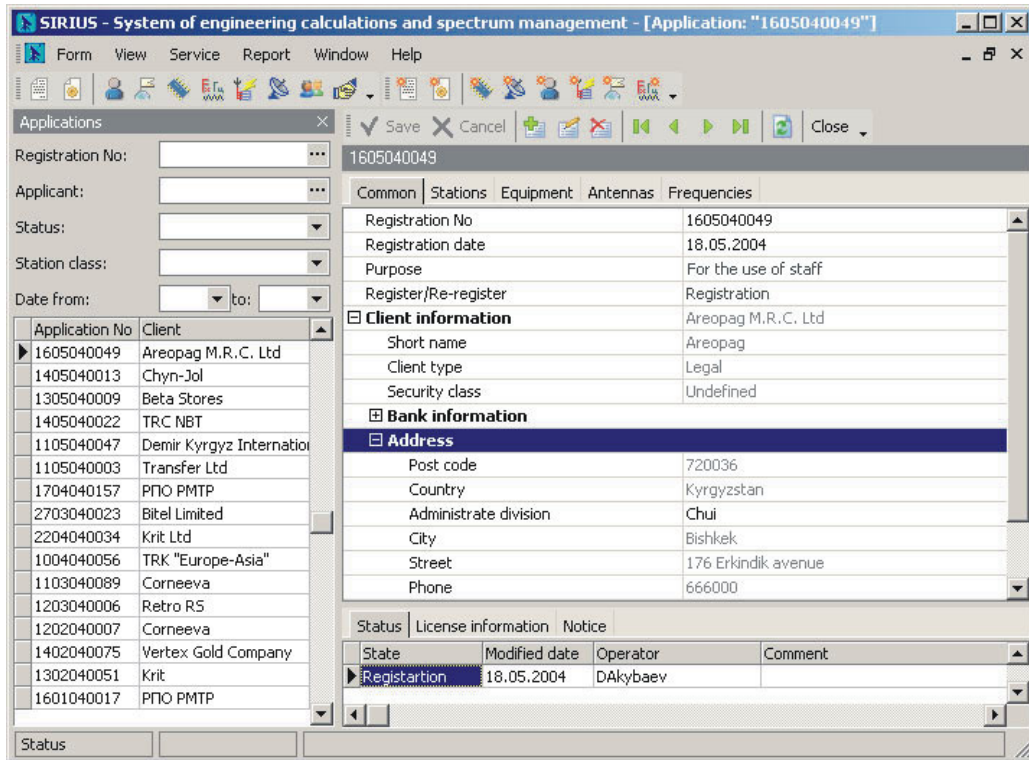 SIRIUS - System of engineering calculations and spectrum management - [Application: "1605040049"]
Form View Service Report Window Help
Applications
Save Cancel Close
Registration No:
1605040049
Applicant:
Common Stations Equipment Antennas Frequencies
Status:
Station class:
Date from: to:
Application No Client
1605040049 Areopag M.R.C. Ltd
1405040013 Chyn-Jol
1305040009 Beta Stores
1405040022 TRC NBT
1105040047 Demir Kyrgyz Internatio
1105040003 Transfer Ltd
1704040157 РПО РМТР
2703040023 Bitel Limited
2204040034 Krit Ltd
1004040056 TRK "Europe-Asia"
1103040089 Corneeva
1203040006 Retro RS
1202040007 Corneeva
1402040075 Vertex Gold Company
1302040051 Krit
1601040017 РПО РМТР
Registration No 1605040049
Registration date 18.05.2004
Purpose For the use of staff
Register/Re-register Registration
Client information Areopag M.R.C. Ltd
Short name Areopag
Client type Legal
Security class Undefined
Bank information
Address
Post code 720036
Country Kyrgyzstan
Administrate division Chui
City Bishkek
Street 176 Erkindik avenue
Phone 666000
Status License information Notice
State Modified date Operator Comment
Registartion 18.05.2004 DAkybaev
Status